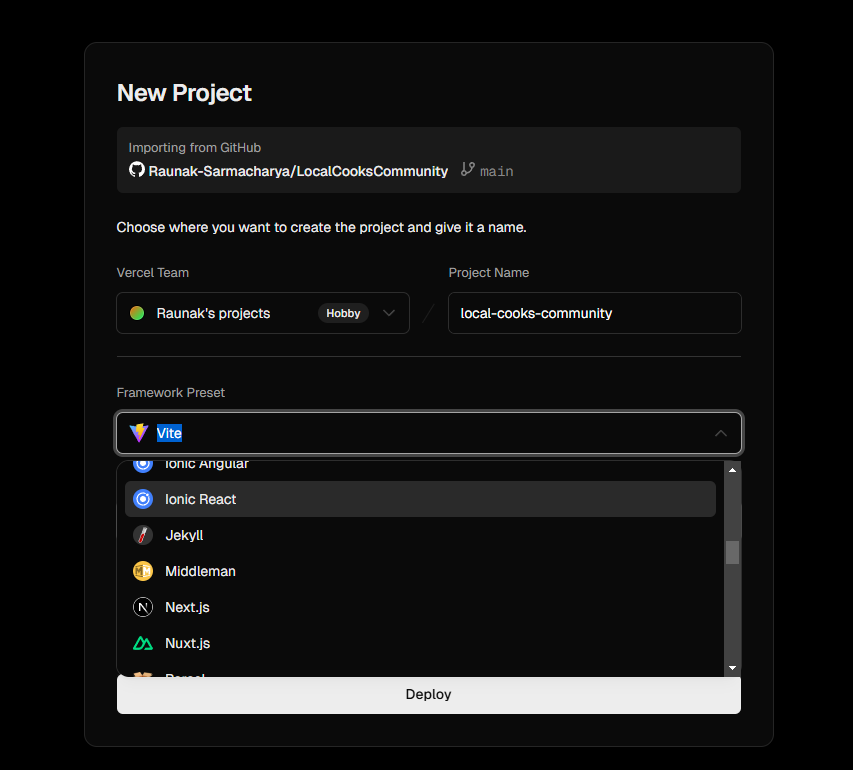 New Project
Importing from GitHub
Raunak-Sarmacharya/LocalCooksCommunity main
Choose where you want to create the project and give it a name.
Vercel Team
Project Name
Raunak's projects Hobby
/ local-cooks-community
Framework Preset
Vite
Ionic Angular
Ionic React
Jekyll
Middleman
Next.js
Nuxt.js
Parcel
Deploy